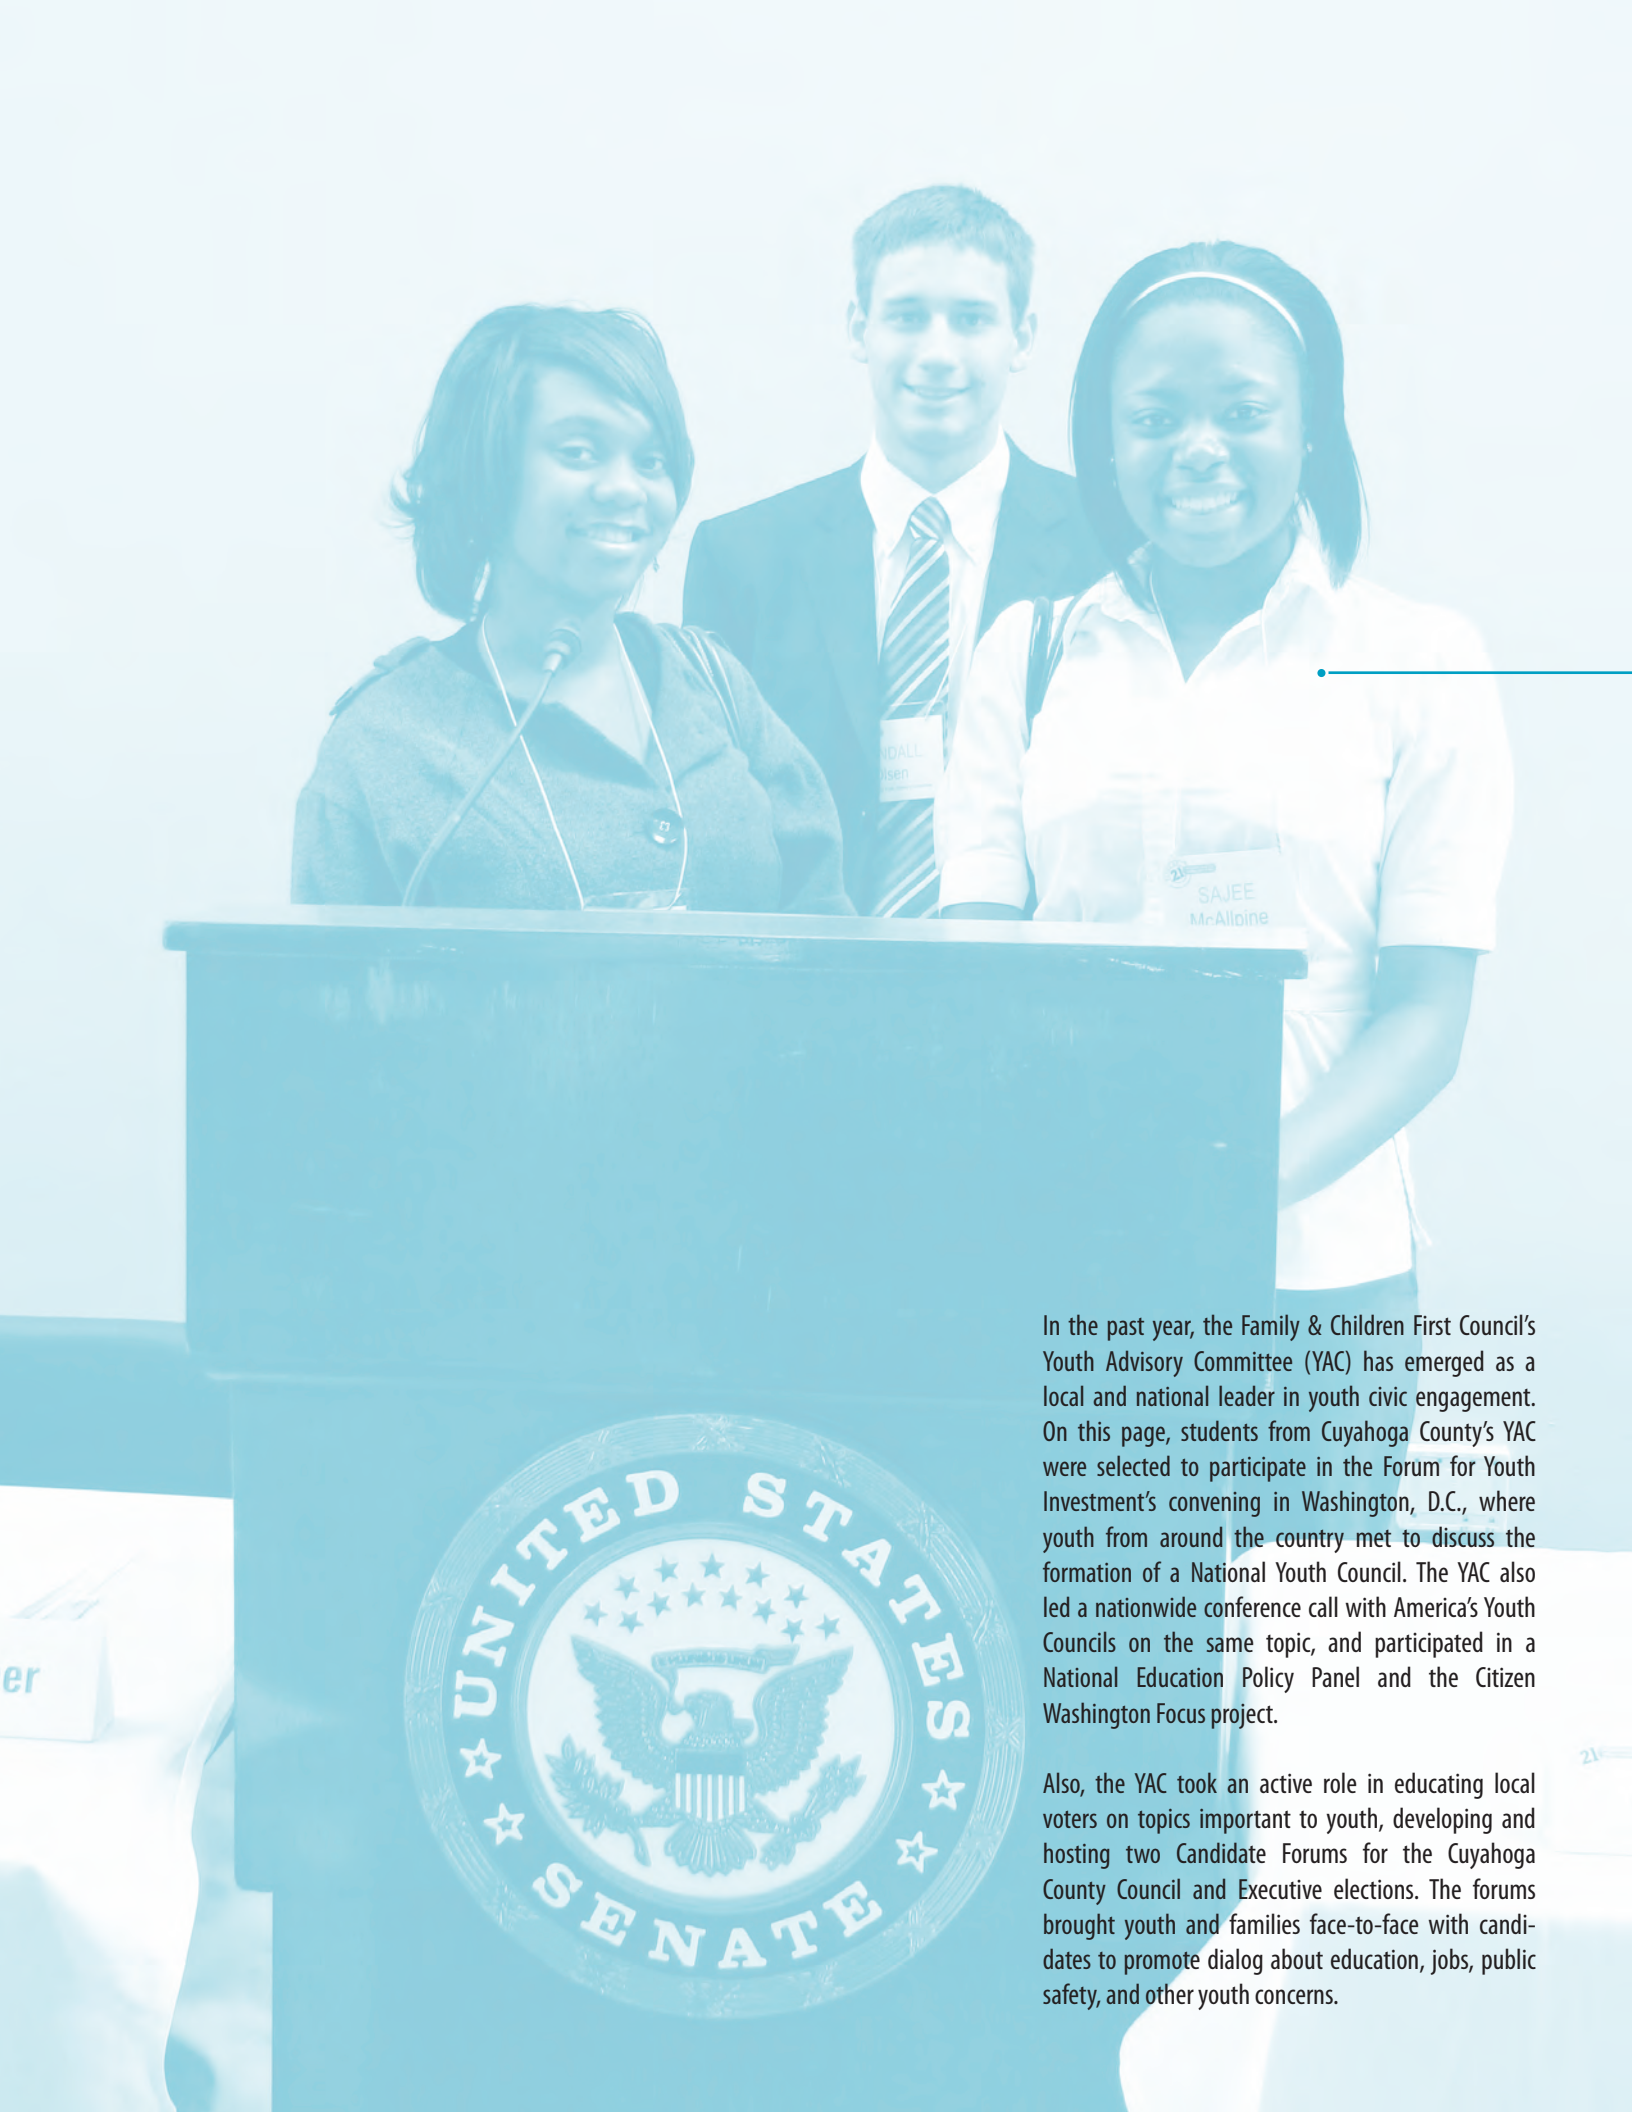 SAJEE
McAlpine
UNITED STATES
SENATE
er
21
21
In the past year, the Family & Children First Council's
Youth Advisory Committee (YAC) has emerged as a
local and national leader in youth civic engagement.
On this page, students from Cuyahoga County's YAC
were selected to participate in the Forum for Youth
Investment's convening in Washington, D.C., where
youth from around the country met to discuss the
formation of a National Youth Council. The YAC also
led a nationwide conference call with America's Youth
Councils on the same topic, and participated in a
National Education Policy Panel and the Citizen
Washington Focus project.
Also, the YAC took an active role in educating local
voters on topics important to youth, developing and
hosting two Candidate Forums for the Cuyahoga
County Council and Executive elections. The forums
brought youth and families face-to-face with candi-
dates to promote dialog about education, jobs, public
safety, and other youth concerns.